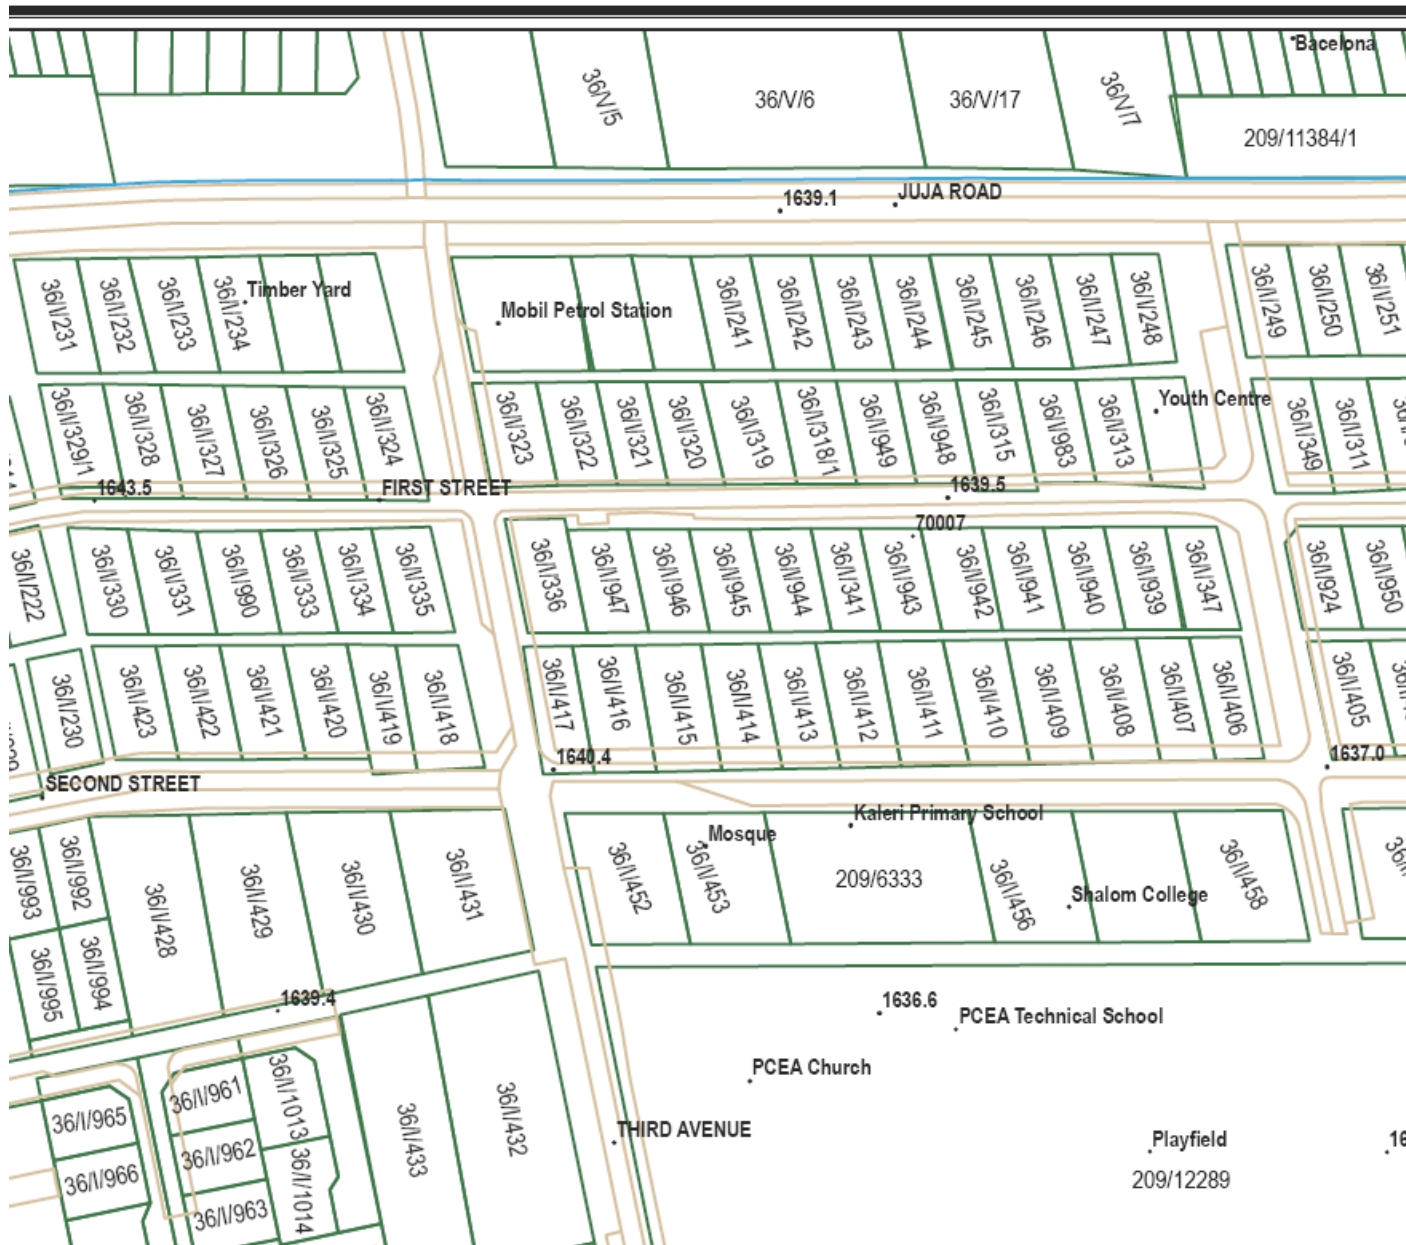 Bacelona
36/V/5
36/V/6
36/V/17
36/V/7
209/11384/1
1639.1
JUJA ROAD
36/I/231
36/I/232
36/I/233
36/I/234
Timber Yard
Mobil Petrol Station
36/I/241
36/I/242
36/I/243
36/I/244
36/I/245
36/I/246
36/I/247
36/I/248
36/I/249
36/I/250
36/I/251
36/I/329/1
36/I/328
36/I/327
36/I/326
36/I/325
36/I/324
36/I/323
36/I/322
36/I/321
36/I/320
36/I/319
36/I/318/1
36/I/949
36/I/948
36/I/315
36/I/983
36/I/313
Youth Centre
36/I/349
36/I/311
1643.5
FIRST STREET
1639.5
70007
36/I/222
36/I/330
36/I/331
36/I/990
36/I/333
36/I/334
36/I/335
36/I/336
36/I/947
36/I/946
36/I/945
36/I/944
36/I/341
36/I/943
36/I/942
36/I/941
36/I/940
36/I/939
36/I/347
36/I/924
36/I/950
36/I/230
36/I/423
36/I/422
36/I/421
36/I/420
36/I/419
36/I/418
36/I/417
36/I/416
36/I/415
36/I/414
36/I/413
36/I/412
36/I/411
36/I/410
36/I/409
36/I/408
36/I/407
36/I/406
36/I/405
1640.4
1637.0
SECOND STREET
36/I/993
36/I/992
36/I/428
36/I/429
36/I/430
36/I/431
36/I/452
Mosque
36/I/453
Kaleri Primary School
209/6333
36/I/456
Shalom College
36/I/458
36/I/995
36/I/994
1639.4
1636.6
PCEA Technical School
PCEA Church
36/I/965
36/I/961
36/I/1013
36/I/433
36/I/432
THIRD AVENUE
Playfield
36/I/966
36/I/962
36/I/1014
209/12289
36/I/963